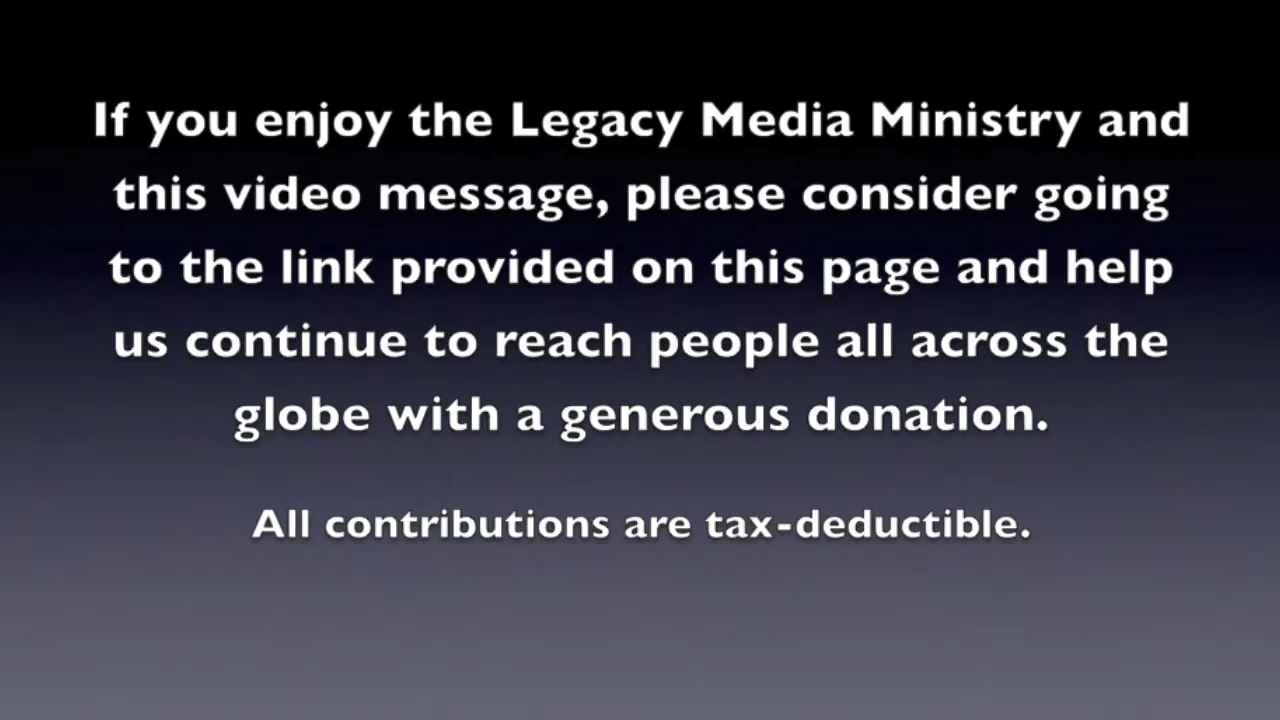 If you enjoy the Legacy Media Ministry and
this video message, please consider going
to the link provided on this page and help
us continue to reach people all across the
globe with a generous donation.
All contributions are tax-deductible.